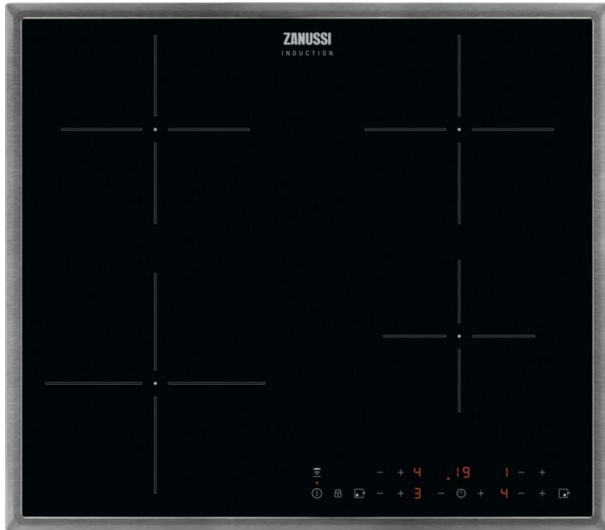 ZANUSSI
INDUCTION
- + 4 .19 1 - +
- + 3 - + 4 - +